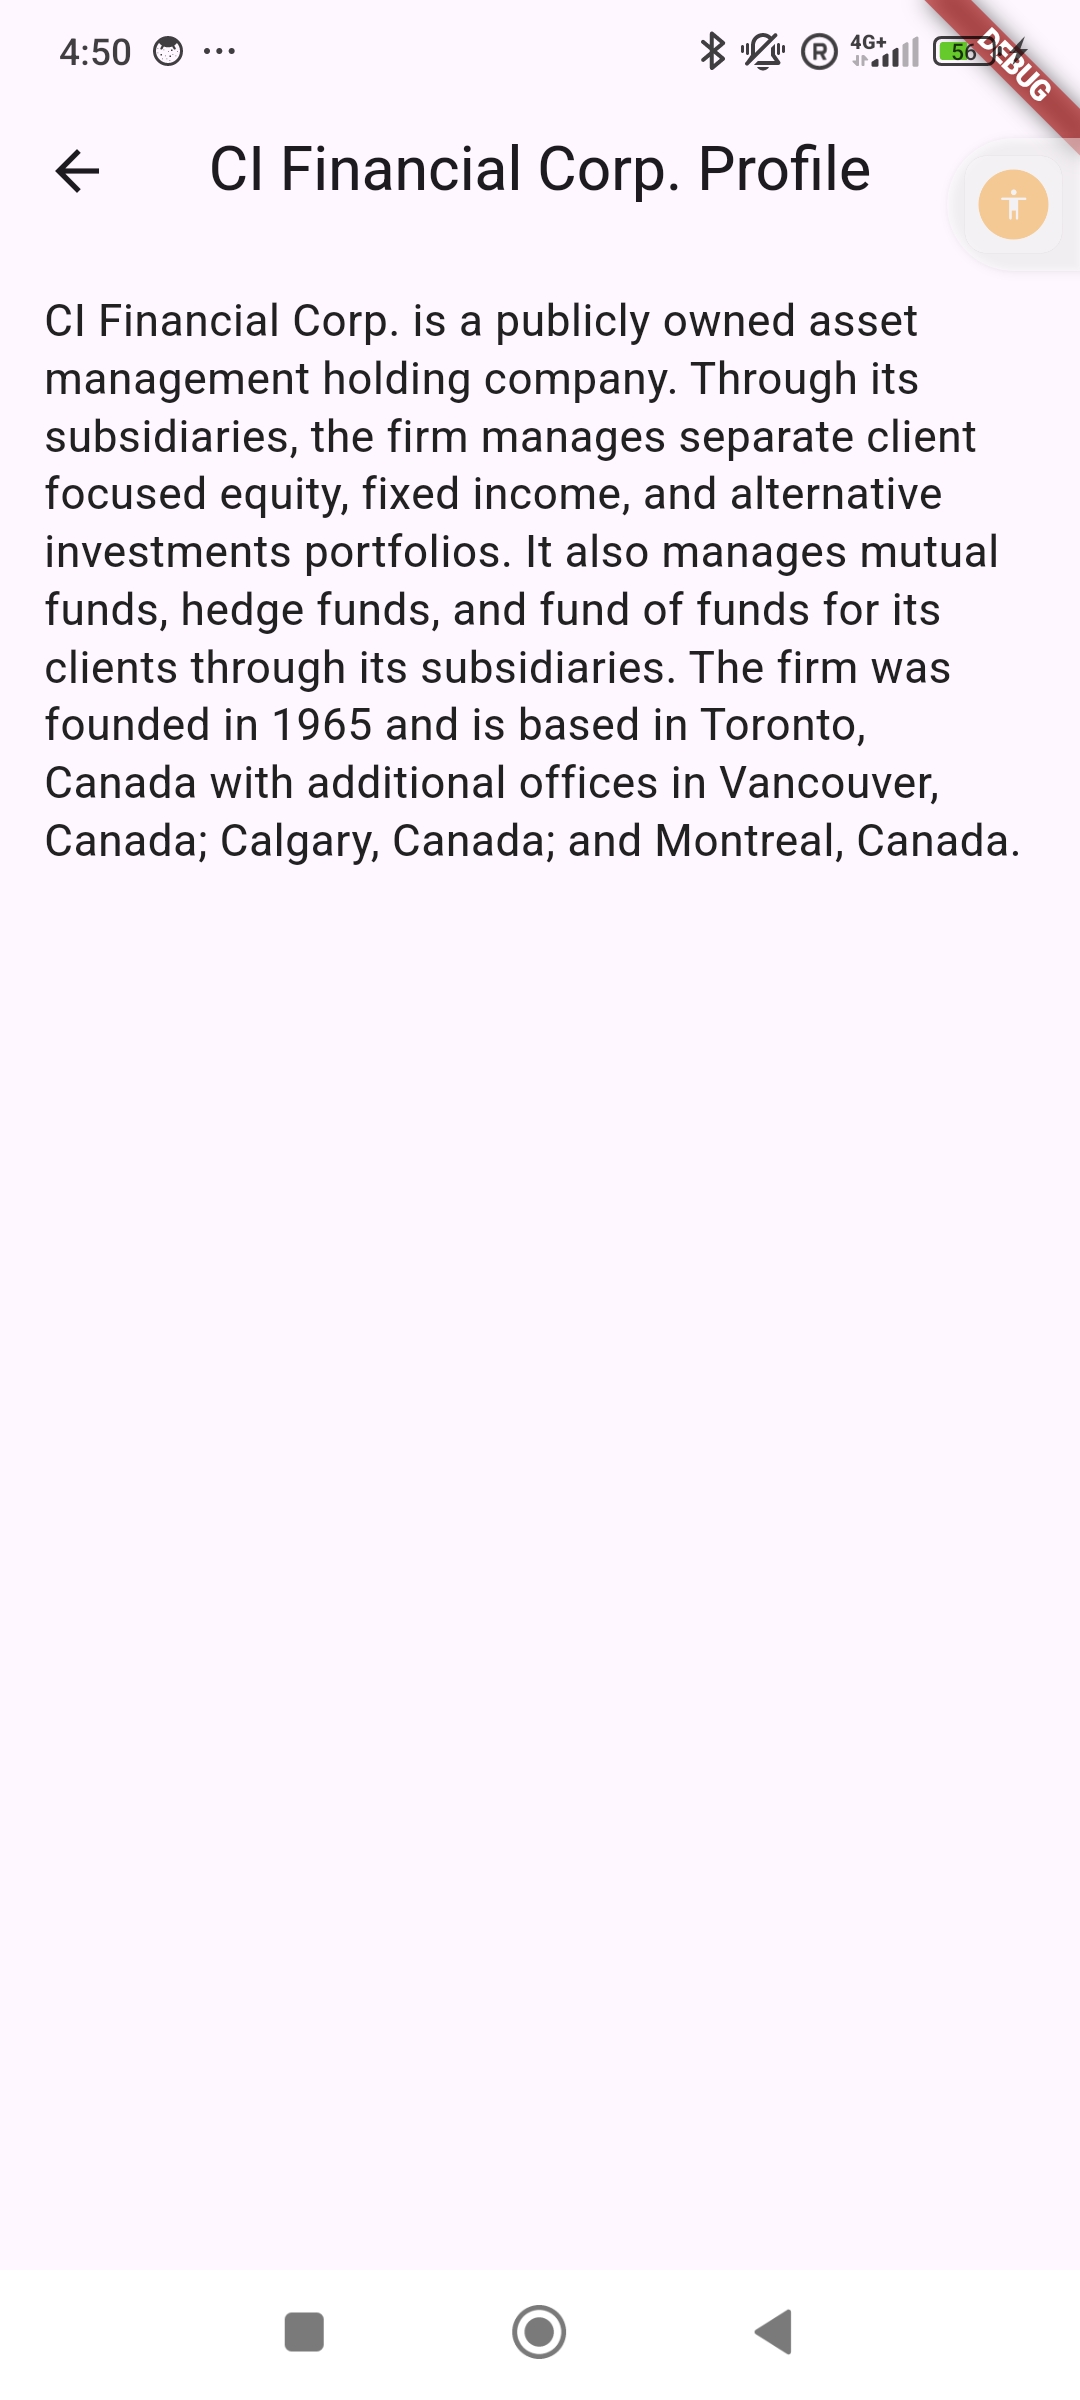 4:50
4G+
56
DEBUG
CI Financial Corp. Profile
CI Financial Corp. is a publicly owned asset
management holding company. Through its
subsidiaries, the firm manages separate client
focused equity, fixed income, and alternative
investments portfolios. It also manages mutual
funds, hedge funds, and fund of funds for its
clients through its subsidiaries. The firm was
founded in 1965 and is based in Toronto,
Canada with additional offices in Vancouver,
Canada; Calgary, Canada; and Montreal, Canada.